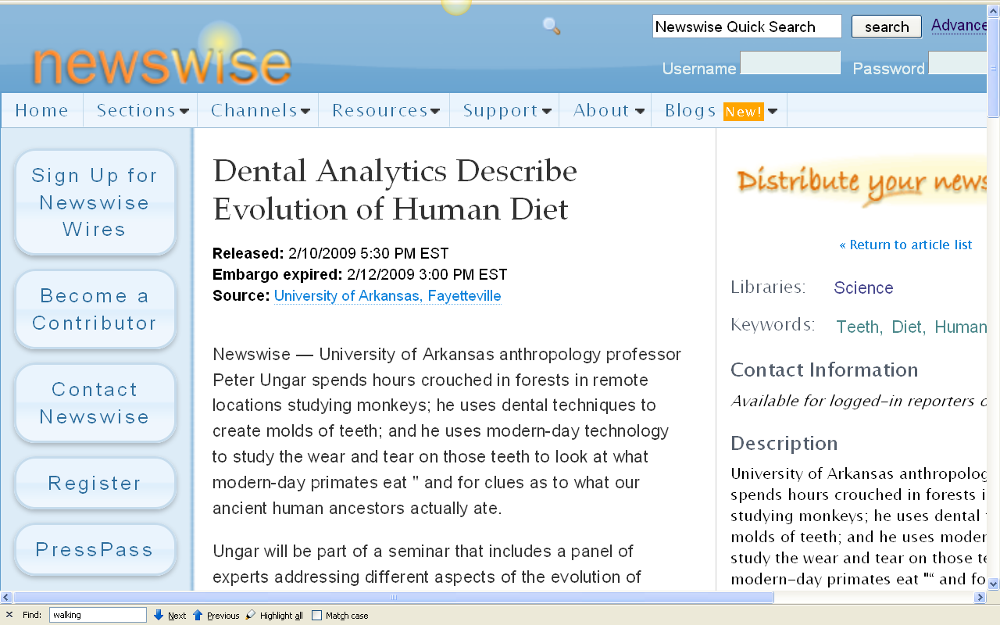 newswise
Newswise Quick Search
search
Advance
Username
Password
Home
Sections
Channels
Resources
Support
About
Blogs New!
Sign Up for
Newswise
Wires
Become a
Contributor
Contact
Newswise
Register
PressPass
Dental Analytics Describe
Evolution of Human Diet
Released: 2/10/2009 5:30 PM EST
Embargo expired: 2/12/2009 3:00 PM EST
Source: University of Arkansas, Fayetteville
Newswise — University of Arkansas anthropology professor
Peter Ungar spends hours crouched in forests in remote
locations studying monkeys; he uses dental techniques to
create molds of teeth; and he uses modern-day technology
to study the wear and tear on those teeth to look at what
modern-day primates eat " and for clues as to what our
ancient human ancestors actually ate.
Ungar will be part of a seminar that includes a panel of
experts addressing different aspects of the evolution of
Distribute your news
« Return to article list
Libraries: Science
Keywords: Teeth, Diet, Human
Contact Information
Available for logged-in reporters o
Description
University of Arkansas anthropolog
spends hours crouched in forests i
studying monkeys; he uses dental
molds of teeth; and he uses moder
study the wear and tear on those te
modern-day primates eat "“ and fo
Find: walking Next Previous Highlight all Match case